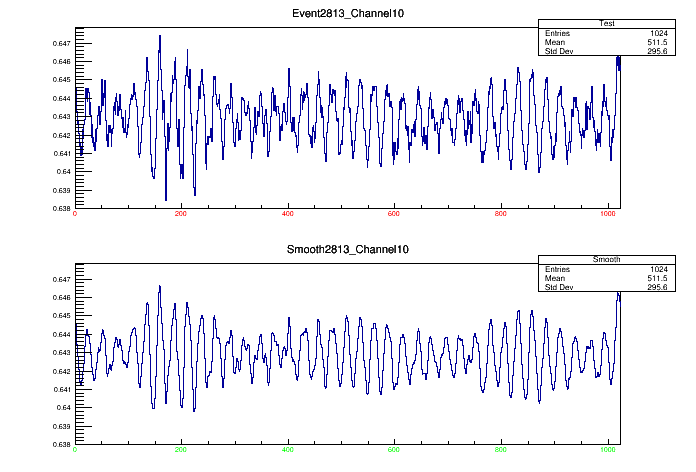 Event2813_Channel10
Test
Entries 1024
Mean 511.5
Std Dev 295.6
0.647
0.646
0.645
0.644
0.643
0.642
0.641
0.64
0.639
0.638
0 200 400 600 800 1000
Smooth2813_Channel10
Smooth
Entries 1024
Mean 511.5
Std Dev 295.6
0.647
0.646
0.645
0.644
0.643
0.642
0.641
0.64
0.639
0.638
0 200 400 600 800 1000